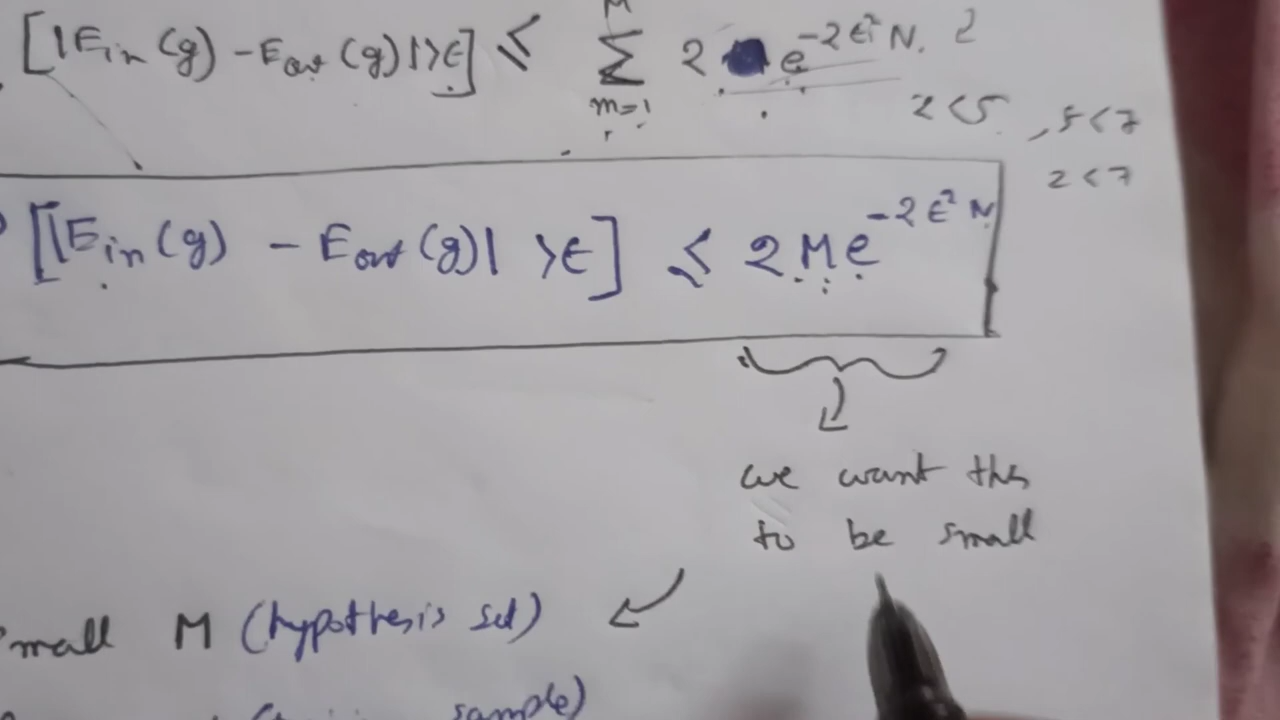 [|Ein(g) - Eout(g)|>ϵ] ≤ M∑m=1 2 e^-2ϵ²N. 2
2<5 , 5<7
2<7
[|Ein(g) - Eout(g)| >ϵ] ≤ 2Me^-2ϵ²N
we want this
to be small
small M (hypothesis set)
sample)